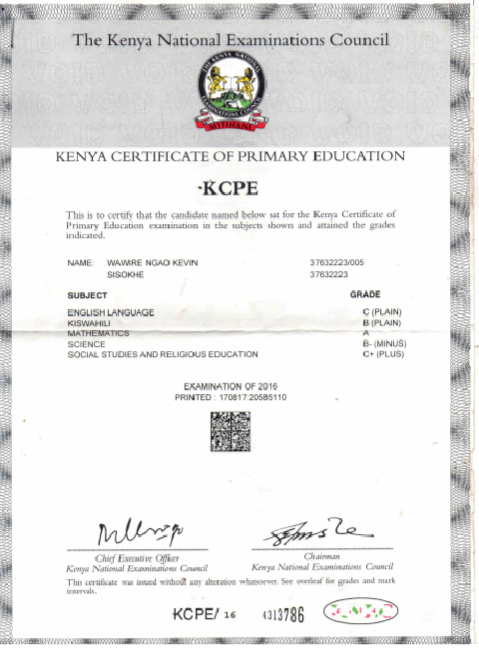 The Kenya National Examinations Council
THE KENYA NATIONAL
EXAMINATIONS COUNCIL
MITIHANI
KENYA CERTIFICATE OF PRIMARY EDUCATION
KCPE
This is to certify that the candidate named below sat for the Kenya Certificate of
Primary Education examination in the subjects shown and attained the grades
indicated.
NAME: WAWIRE NGAO KEVIN 37632223/005
SISOKHE 37632223
SUBJECT GRADE
ENGLISH LANGUAGE C (PLAIN)
KISWAHILI B (PLAIN)
MATHEMATICS A
SCIENCE B- (MINUS)
SOCIAL STUDIES AND RELIGIOUS EDUCATION C+ (PLUS)
EXAMINATION OF 2016
PRINTED : 170817:20585110
Chief Executive Officer Chairman
Kenya National Examinations Council Kenya National Examinations Council
This certificate was issued without any alteration whatsoever. See overleaf for grades and mark
intervals.
KCPE/ 16 4313786